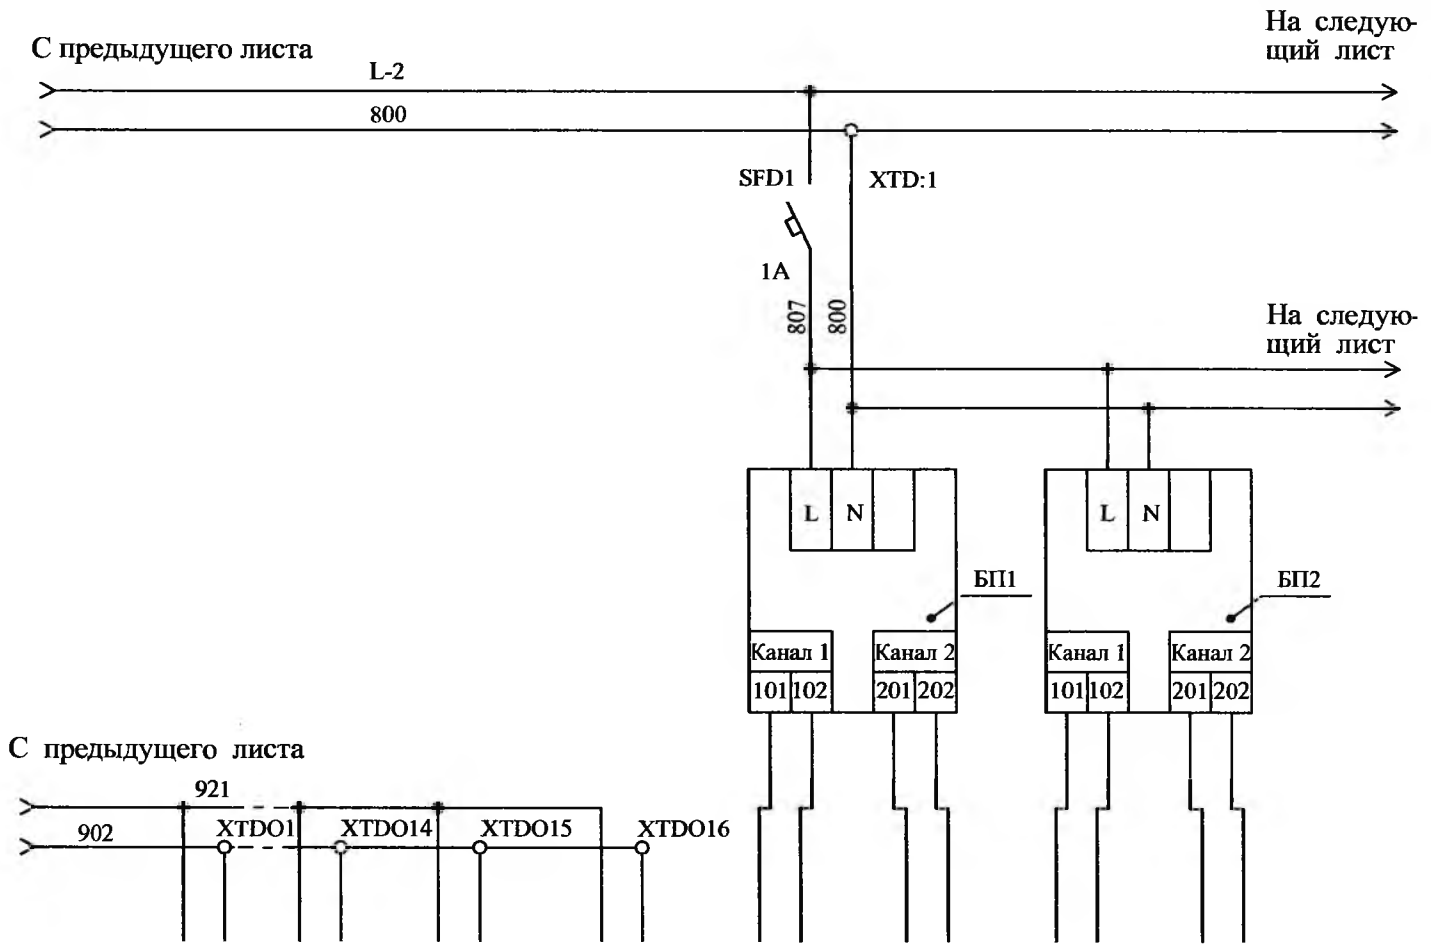 С предыдущего листа
На следую-
щий лист
L-2
800
SFD1
XTD:1
1А
807
800
На следую-
щий лист
L N
L N
БП1
БП2
Канал 1
Канал 2
Канал 1
Канал 2
101 102
201 202
101 102
201 202
С предыдущего листа
921
902
XTDO1
XTDO14
XTDO15
XTDO16